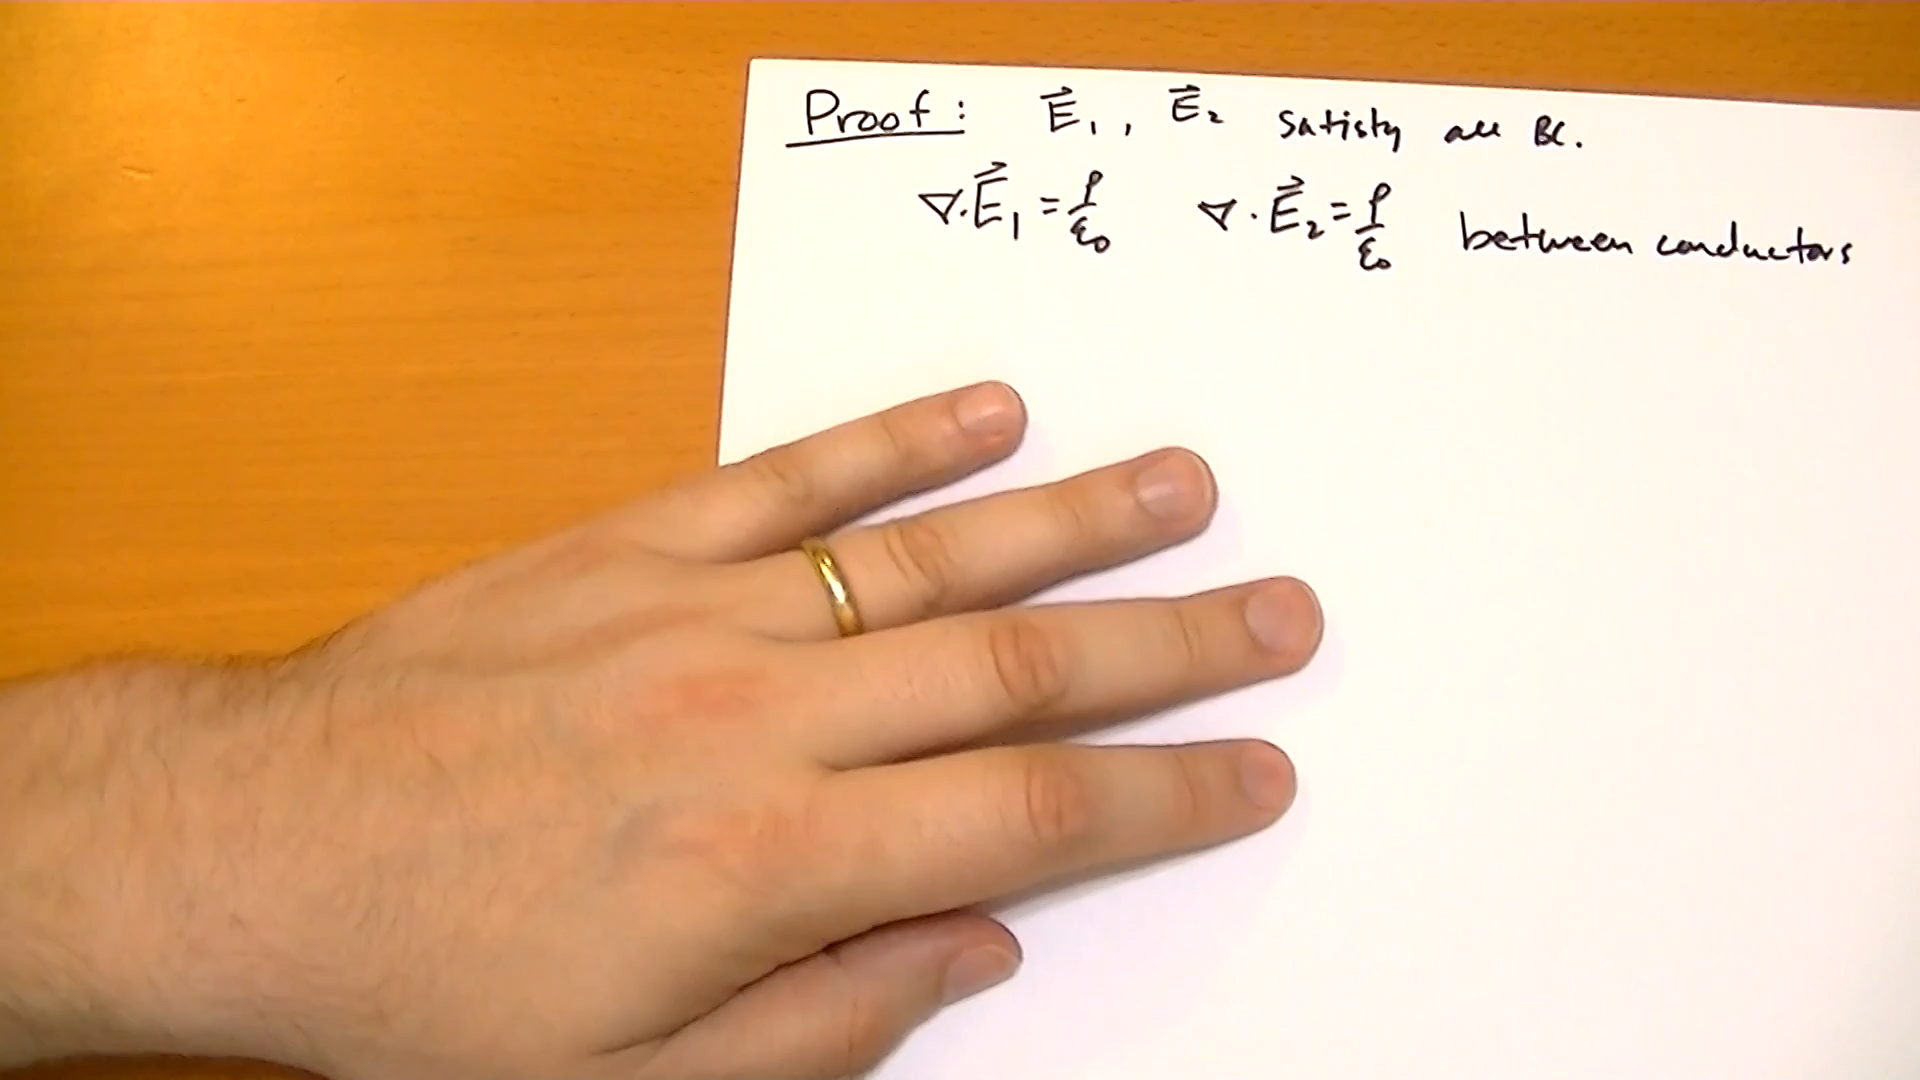 Proof: E⃗₁, E⃗₂ satisfy all BC.
∇·E⃗₁ = ρ/ε₀ ∇·E⃗₂ = ρ/ε₀ between conductors